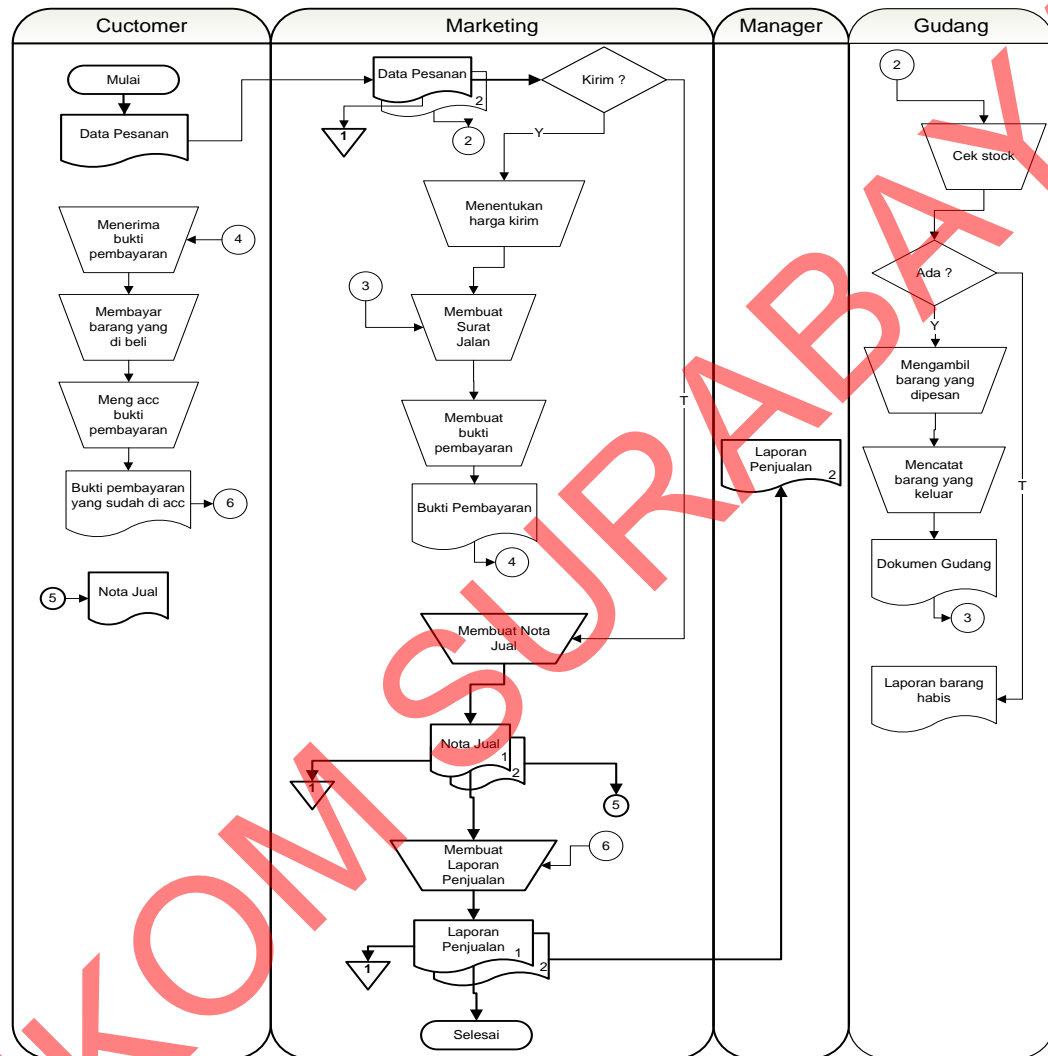 Cuctomer
Marketing
Manager
Gudang
Mulai
Data Pesanan
Menerima
bukti
pembayaran
4
Membayar
barang yang
di beli
Meng acc
bukti
pembayaran
Bukti pembayaran
yang sudah di acc
6
5
Nota Jual
Data Pesanan
2
1
2
Kirim ?
Y
T
Menentukan
harga kirim
3
Membuat
Surat
Jalan
Membuat
bukti
pembayaran
Bukti Pembayaran
4
Membuat Nota
Jual
Nota Jual
1
2
1
5
Membuat
Laporan
Penjualan
6
Laporan
Penjualan
1
2
1
Selesai
Laporan
Penjualan
2
2
Cek stock
Ada ?
Y
T
Mengambil
barang yang
dipesan
Mencatat
barang yang
keluar
Dokumen Gudang
3
Laporan barang
habis
KOM SURABAY